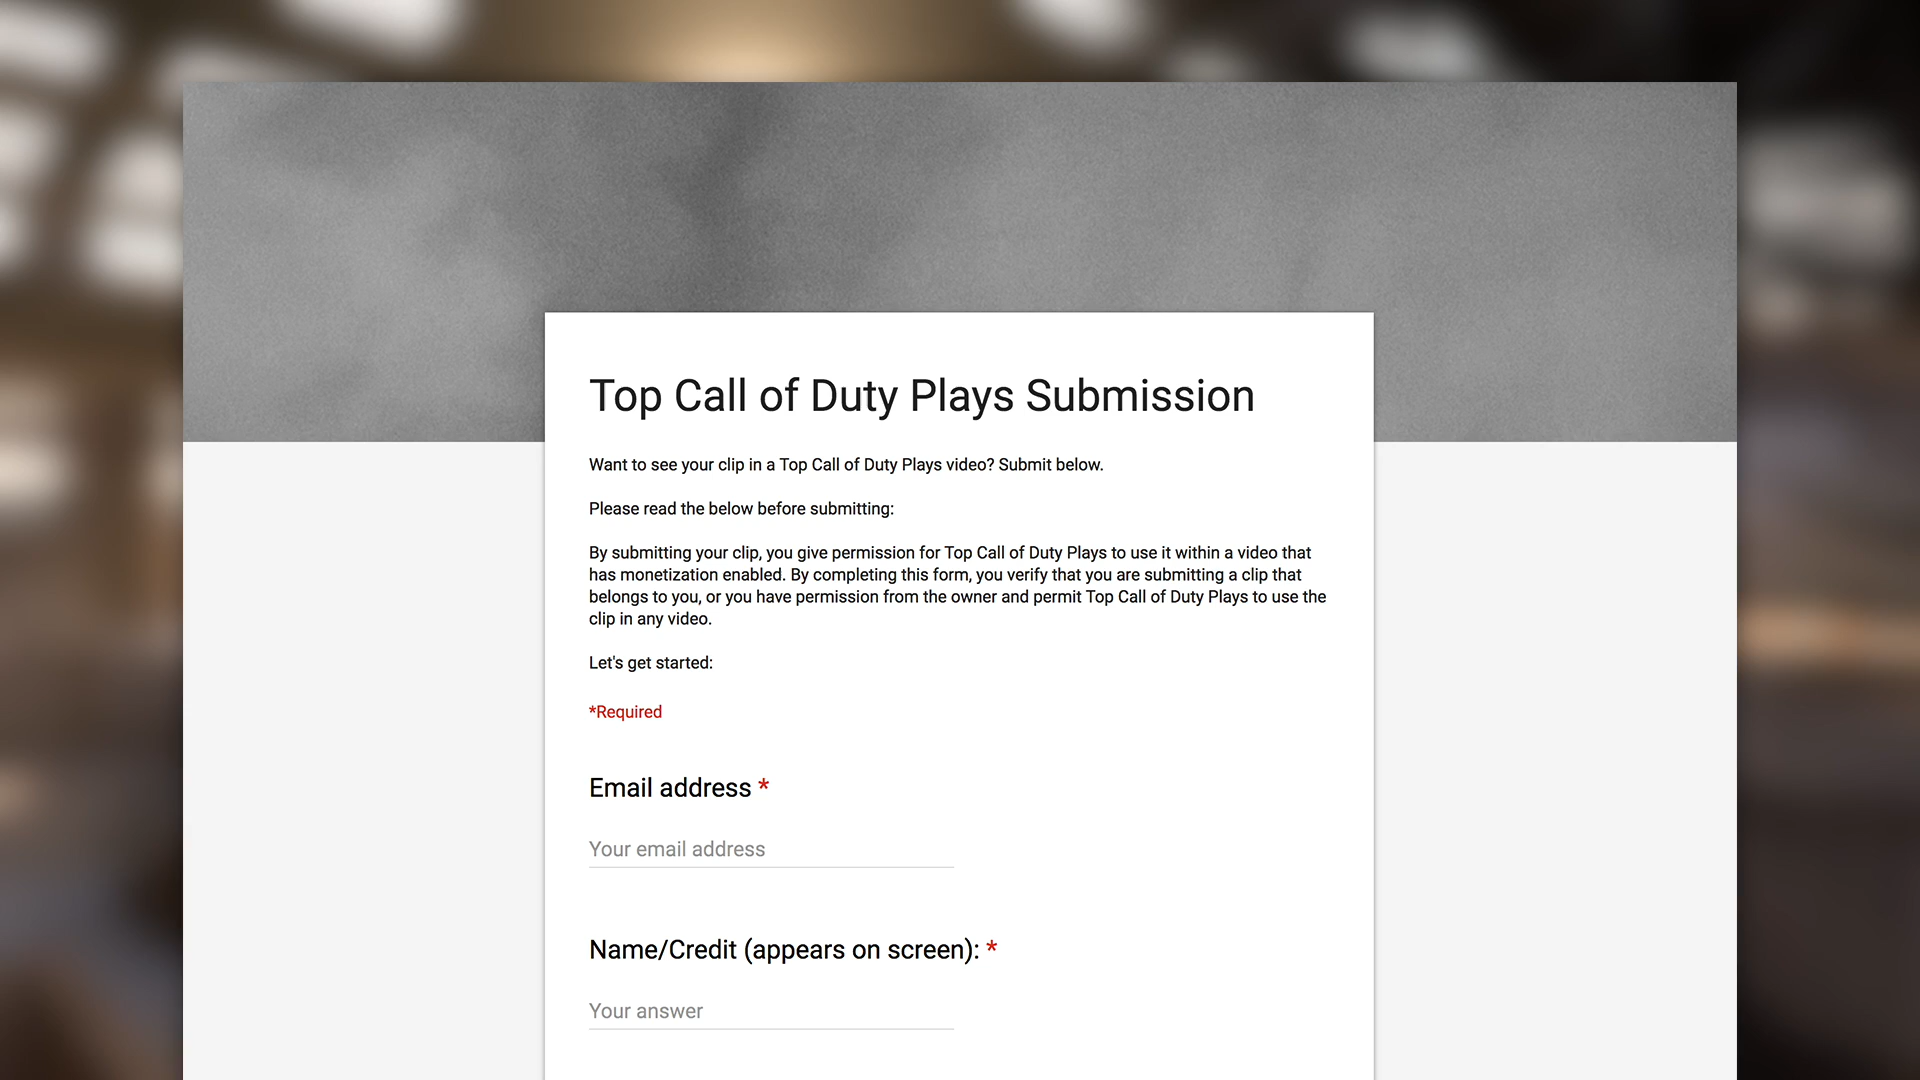 Top Call of Duty Plays Submission
Want to see your clip in a Top Call of Duty Plays video? Submit below.
Please read the below before submitting:
By submitting your clip, you give permission for Top Call of Duty Plays to use it within a video that
has monetization enabled. By completing this form, you verify that you are submitting a clip that
belongs to you, or you have permission from the owner and permit Top Call of Duty Plays to use the
clip in any video.
Let's get started:
*Required
Email address *
Your email address
Name/Credit (appears on screen): *
Your answer